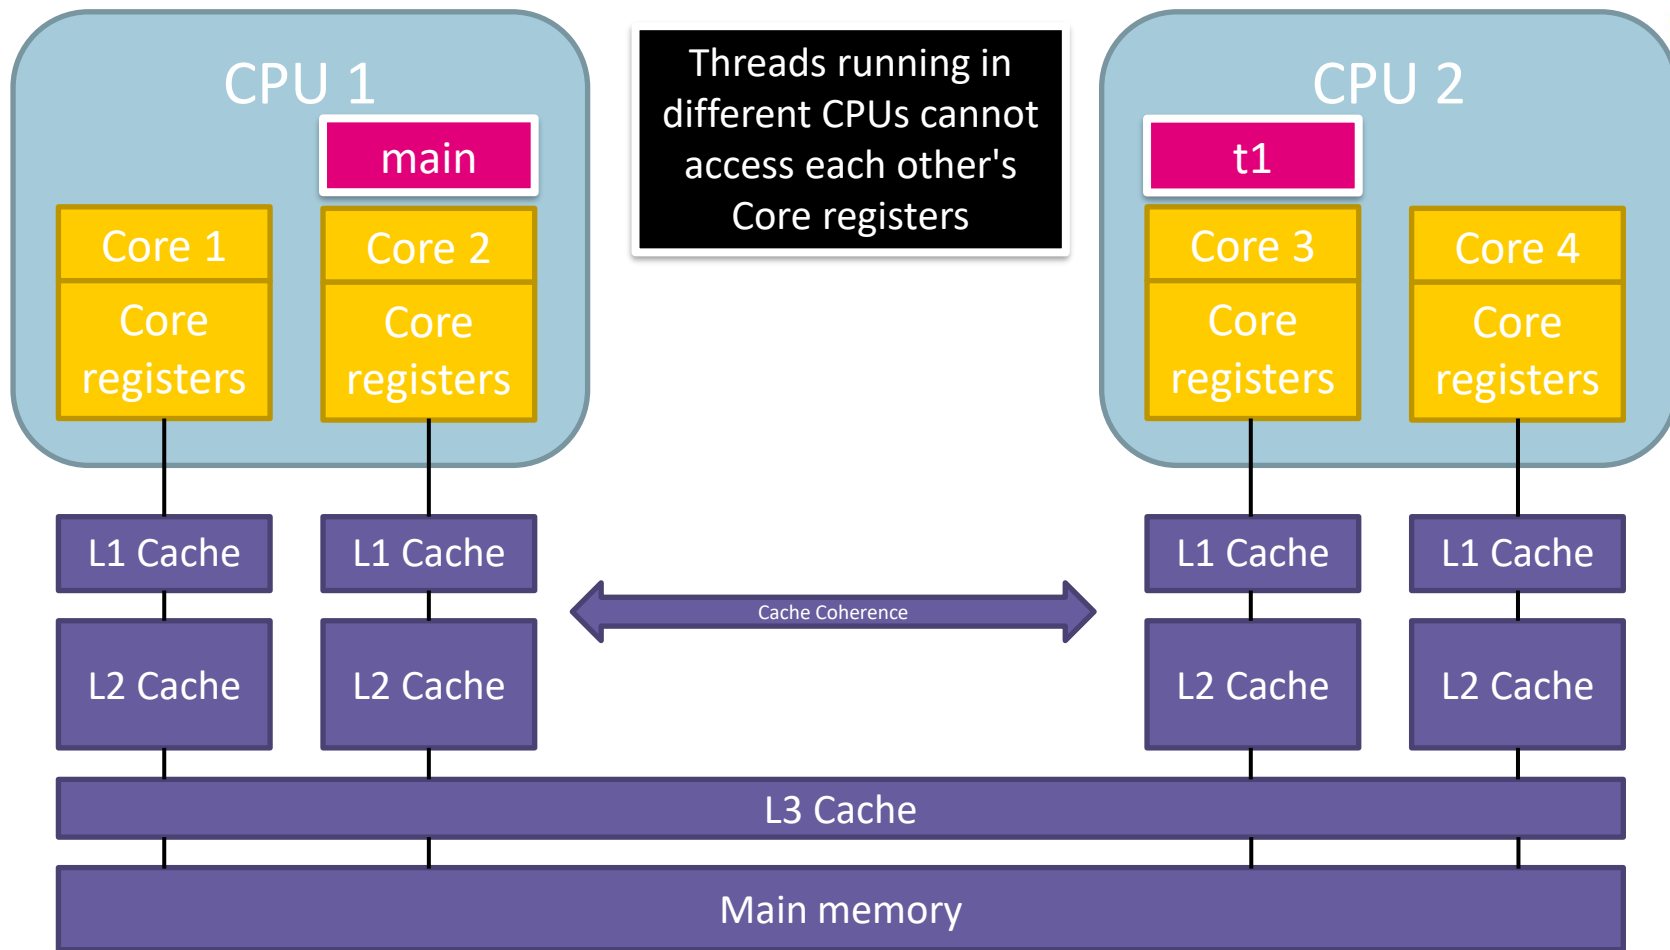 CPU 1
main
Core 1
Core
registers
Core 2
Core
registers
Threads running in
different CPUs cannot
access each other's
Core registers
CPU 2
t1
Core 3
Core
registers
Core 4
Core
registers
L1 Cache
L1 Cache
L1 Cache
L1 Cache
Cache Coherence
L2 Cache
L2 Cache
L2 Cache
L2 Cache
L3 Cache
Main memory